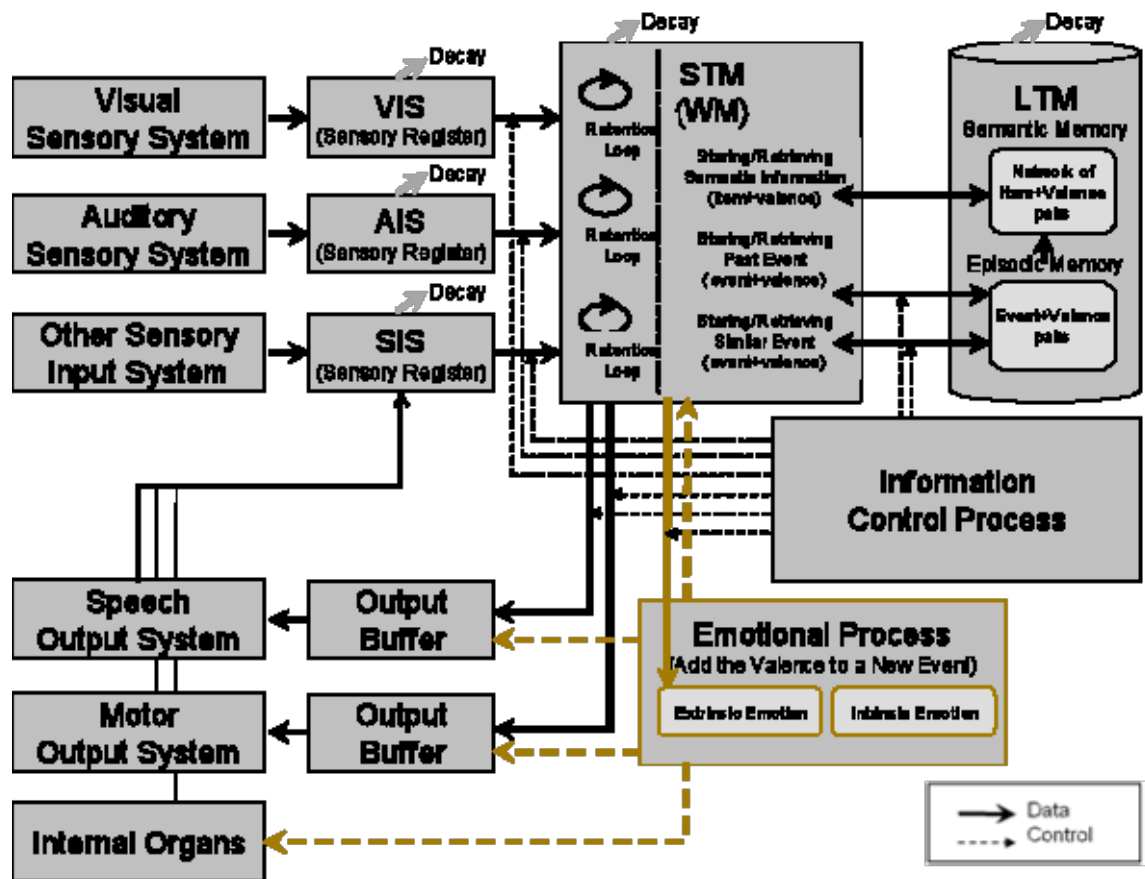 Decay
Decay
Decay
Visual
Sensory System
VIS
(Sensory Register)
Decay
Auditory
Sensory System
AIS
(Sensory Register)
Decay
Other Sensory
Input System
SIS
(Sensory Register)
Retention
Loop
Retention
Loop
Retention
Loop
STM
(WM)
Storing/Retrieving
Semantic Information
(item+valence)
Storing/Retrieving
Past Event
(event+valence)
Storing/Retrieving
Similar Event
(event+valence)
LTM
Semantic Memory
Network of
Item+Valence
pairs
Episodic Memory
Event+Valence
pairs
Information
Control Process
Speech
Output System
Output
Buffer
Motor
Output System
Output
Buffer
Internal Organs
Emotional Process
(Add the Valence to a New Event)
Extrinsic Emotion
Intrinsic Emotion
Data
Control